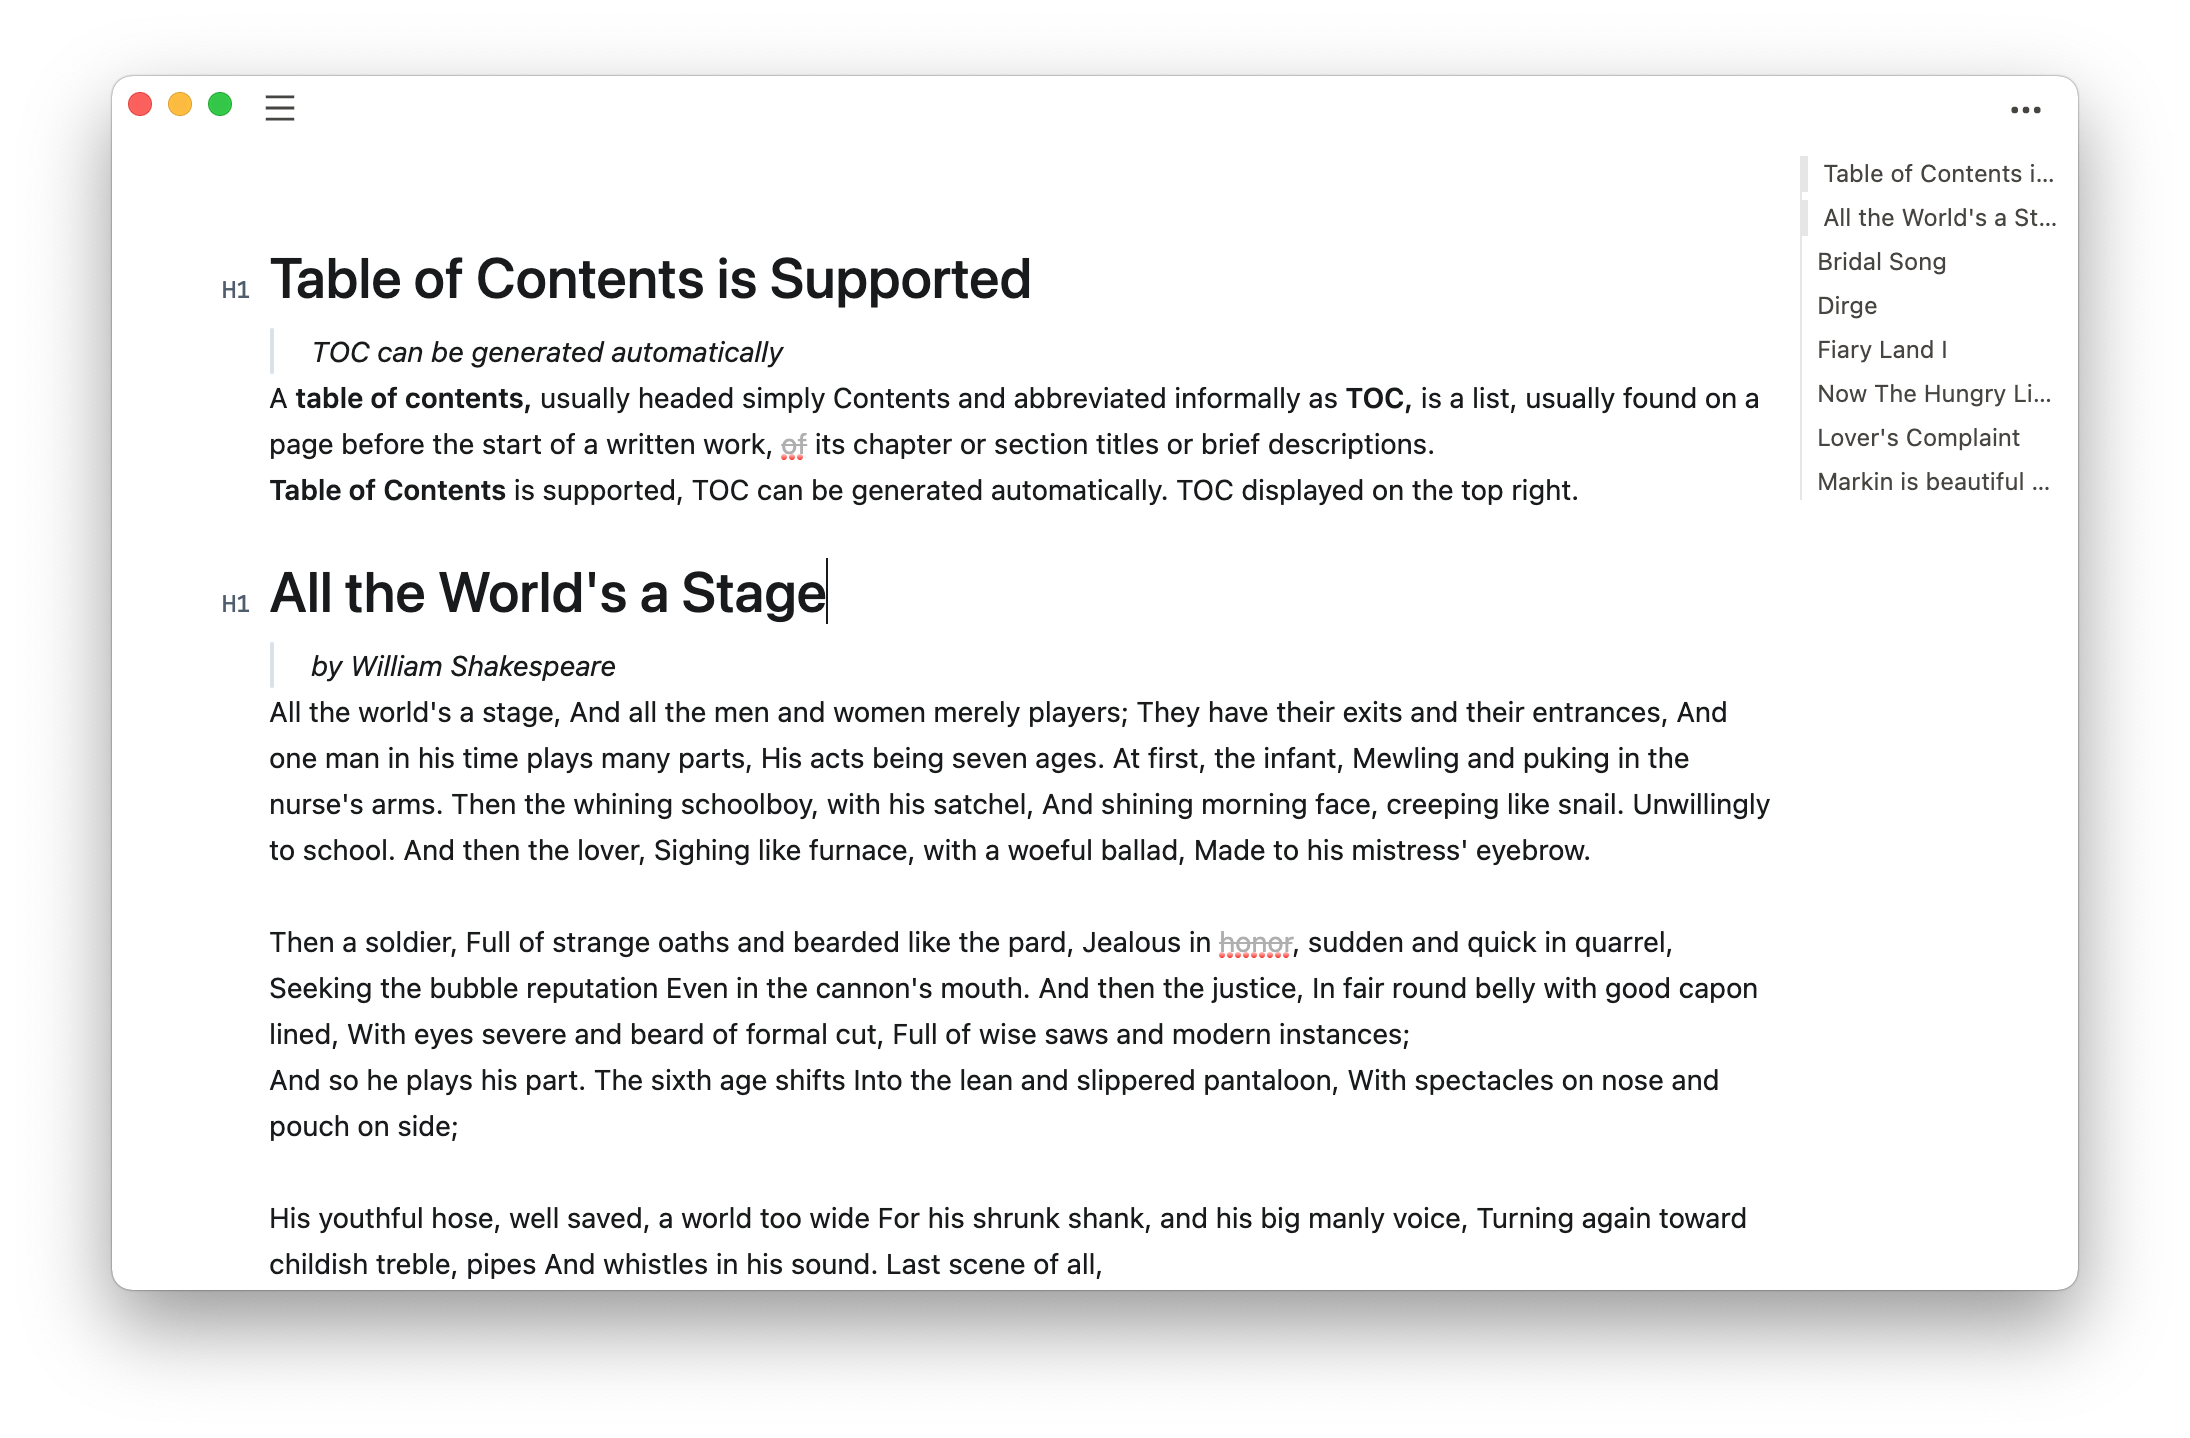 Table of Contents i...
All the World's a St...
Bridal Song
Dirge
Fiary Land I
Now The Hungry Li...
Lover's Complaint
Markin is beautiful ...
H1 Table of Contents is Supported
TOC can be generated automatically
A table of contents, usually headed simply Contents and abbreviated informally as TOC, is a list, usually found on a
page before the start of a written work, of its chapter or section titles or brief descriptions.
Table of Contents is supported, TOC can be generated automatically. TOC displayed on the top right.
H1 All the World's a Stage
by William Shakespeare
All the world's a stage, And all the men and women merely players; They have their exits and their entrances, And
one man in his time plays many parts, His acts being seven ages. At first, the infant, Mewling and puking in the
nurse's arms. Then the whining schoolboy, with his satchel, And shining morning face, creeping like snail. Unwillingly
to school. And then the lover, Sighing like furnace, with a woeful ballad, Made to his mistress' eyebrow.
Then a soldier, Full of strange oaths and bearded like the pard, Jealous in honor, sudden and quick in quarrel,
Seeking the bubble reputation Even in the cannon's mouth. And then the justice, In fair round belly with good capon
lined, With eyes severe and beard of formal cut, Full of wise saws and modern instances;
And so he plays his part. The sixth age shifts Into the lean and slippered pantaloon, With spectacles on nose and
pouch on side;
His youthful hose, well saved, a world too wide For his shrunk shank, and his big manly voice, Turning again toward
childish treble, pipes And whistles in his sound. Last scene of all,